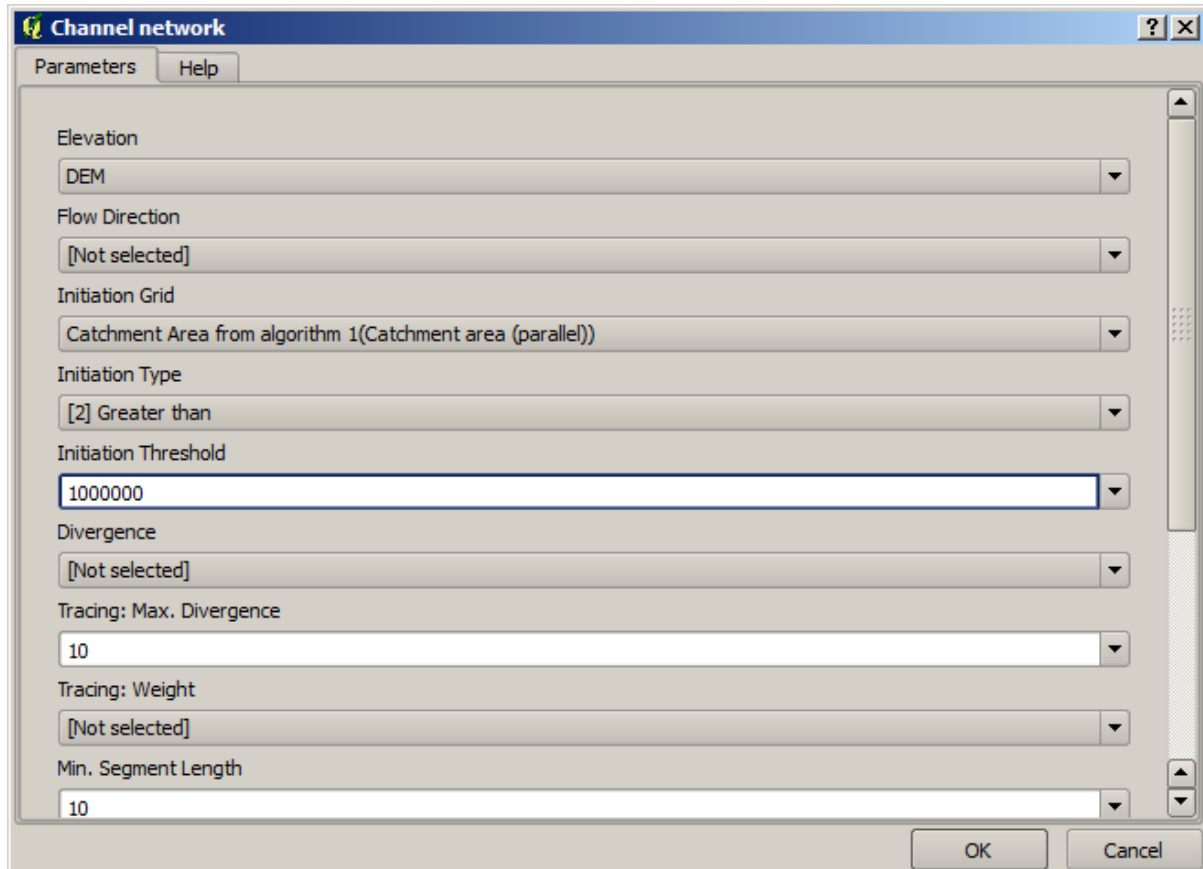 Channel network
Parameters Help
Elevation
DEM
Flow Direction
[Not selected]
Initiation Grid
Catchment Area from algorithm 1(Catchment area (parallel))
Initiation Type
[2] Greater than
Initiation Threshold
1000000
Divergence
[Not selected]
Tracing: Max. Divergence
10
Tracing: Weight
[Not selected]
Min. Segment Length
10
OK Cancel